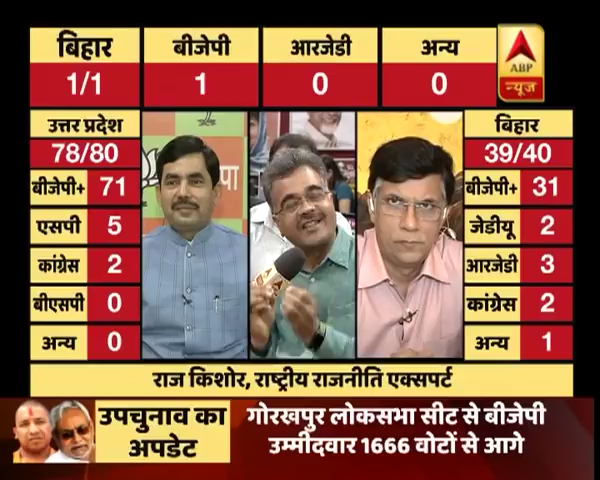 बिहार
1/1
बीजेपी
1
आरजेडी
0
अन्य
0
ABP
न्यूज़
उत्तर प्रदेश
78/80
बीजेपी+ 71
एसपी 5
कांग्रेस 2
बीएसपी 0
अन्य 0
बिहार
39/40
बीजेपी+ 31
जेडीयू 2
आरजेडी 3
कांग्रेस 2
अन्य 1
राज किशोर, राष्ट्रीय राजनीति एक्सपर्ट
उपचुनाव का
अपडेट
गोरखपुर लोकसभा सीट से बीजेपी
उम्मीदवार 1666 वोटों से आगे